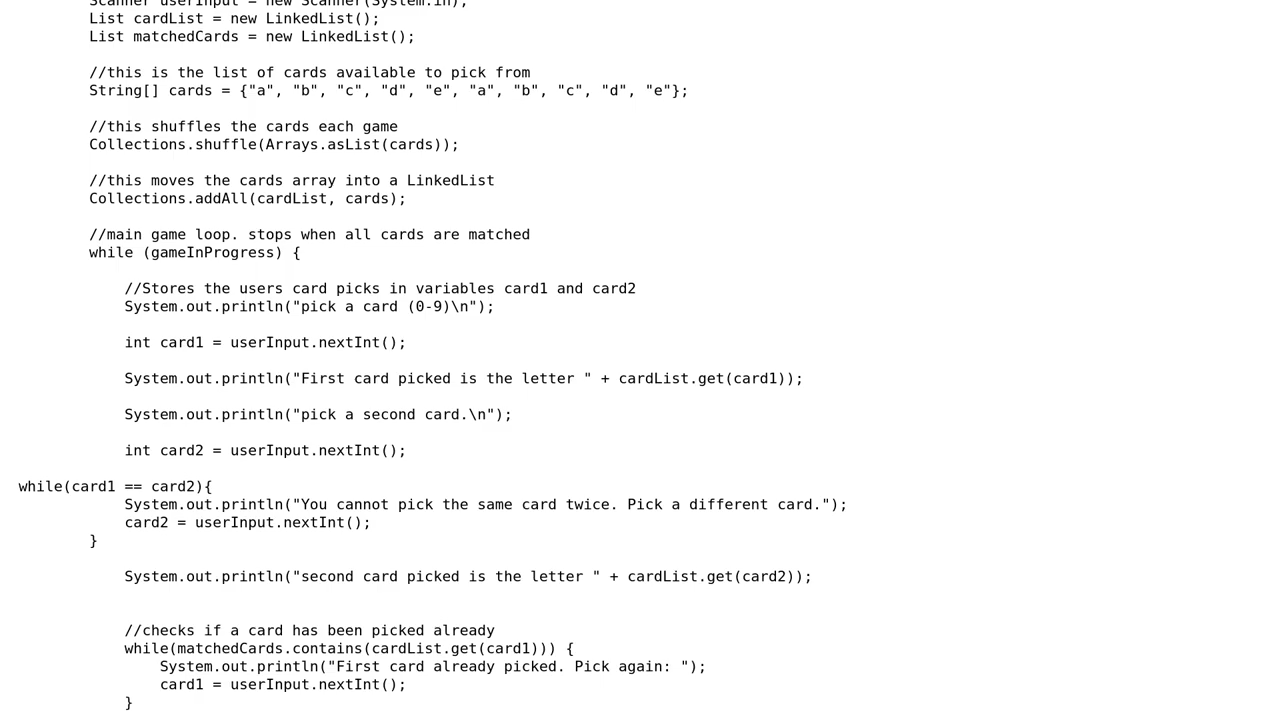 Scanner userInput = new Scanner(System.in);
List cardList = new LinkedList();
List matchedCards = new LinkedList();
//this is the list of cards available to pick from
String[] cards = {"a", "b", "c", "d", "e", "a", "b", "c", "d", "e"};
//this shuffles the cards each game
Collections.shuffle(Arrays.asList(cards));
//this moves the cards array into a LinkedList
Collections.addAll(cardList, cards);
//main game loop. stops when all cards are matched
while (gameInProgress) {
//Stores the users card picks in variables card1 and card2
System.out.println("pick a card (0-9)\n");
int card1 = userInput.nextInt();
System.out.println("First card picked is the letter " + cardList.get(card1));
System.out.println("pick a second card.\n");
int card2 = userInput.nextInt();
while(card1 == card2){
System.out.println("You cannot pick the same card twice. Pick a different card.");
card2 = userInput.nextInt();
}
System.out.println("second card picked is the letter " + cardList.get(card2));
//checks if a card has been picked already
while(matchedCards.contains(cardList.get(card1))) {
System.out.println("First card already picked. Pick again: ");
card1 = userInput.nextInt();
}